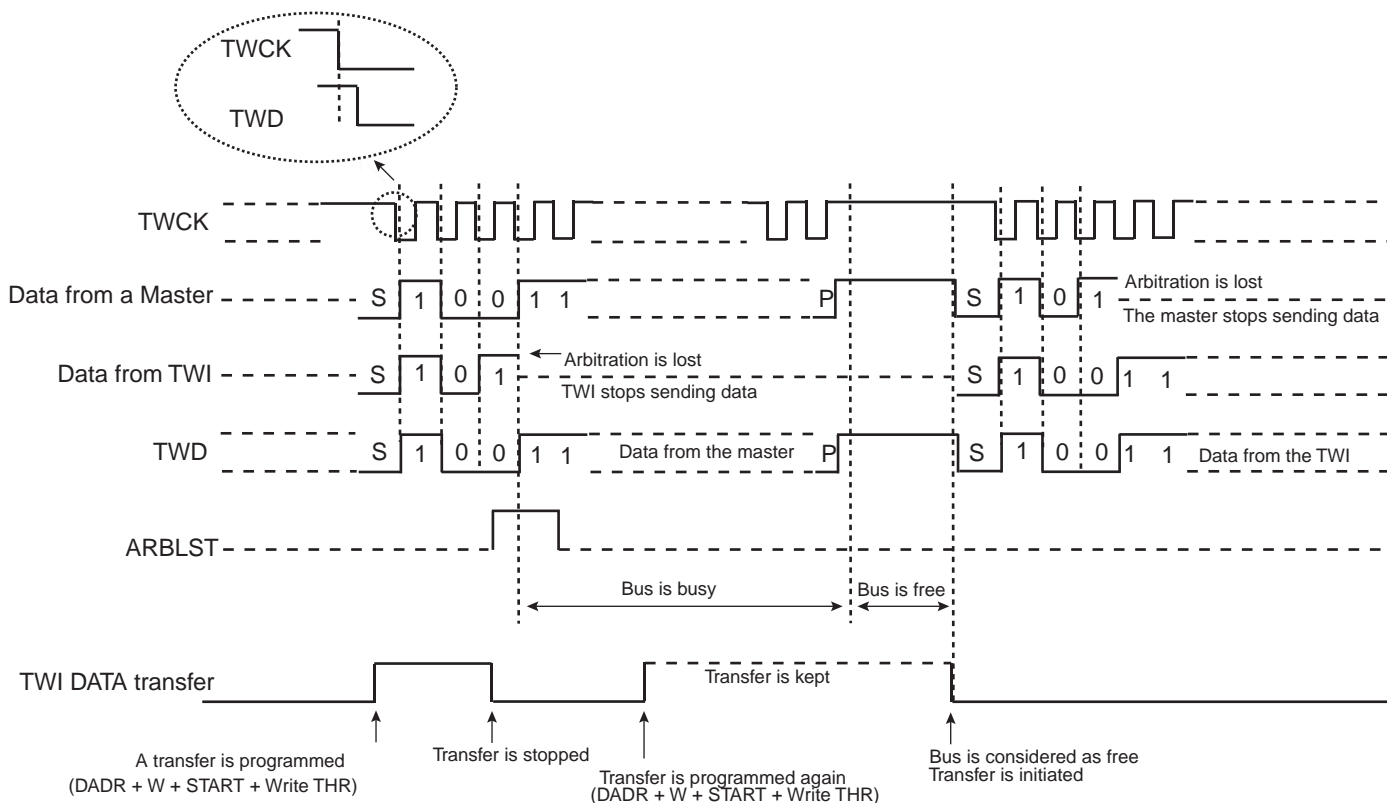 TWCK
TWD
TWCK
Data from a Master
S 1 0 0 1 1
P
S 1 0 1
Arbitration is lost
The master stops sending data
Data from TWI
S 1 0 1
Arbitration is lost
TWI stops sending data
S 1 0 0 1 1
TWD
S 1 0 0 1 1
Data from the master
P
S 1 0 0 1 1
Data from the TWI
ARBLST
Bus is busy
Bus is free
TWI DATA transfer
Transfer is kept
A transfer is programmed
(DADR + W + START + Write THR)
Transfer is stopped
Transfer is programmed again
(DADR + W + START + Write THR)
Bus is considered as free
Transfer is initiated